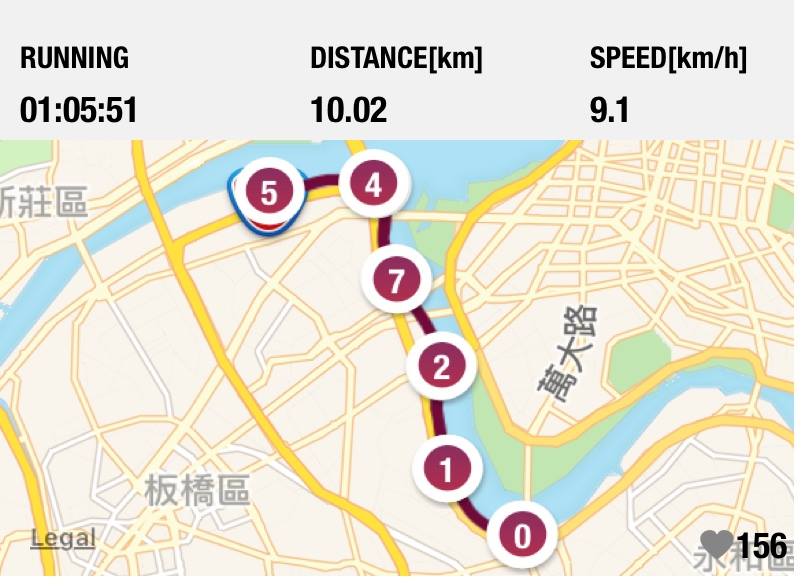 RUNNING
DISTANCE[km]
SPEED[km/h]
01:05:51
10.02
9.1
5
4
新莊區
7
2
萬大路
1
板橋區
0
Legal
156
永和區